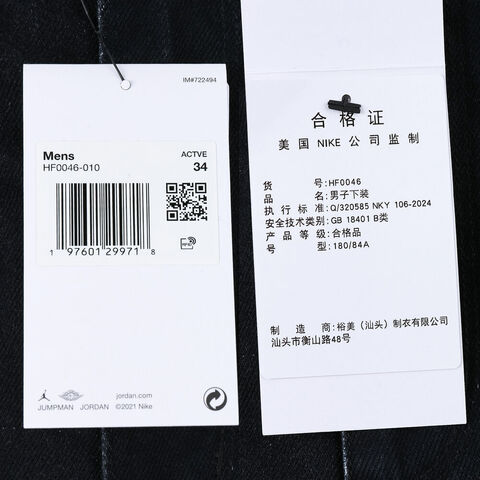 IM#722494
Mens
ACTVE
HF0046-010
34
1 97601 29971 8
jordan.com
JUMPMAN JORDAN
©2021 Nike
合格证
美国 NIKE 公司监制
货号:HF0046
品名:男子下装
执行标准:Q/320585 NKY 106-2024
安全技术类别:GB 18401 B类
产品等级:合格品
号型:180/84A
制造商:裕美(汕头)制衣有限公司
汕头市衡山路48号